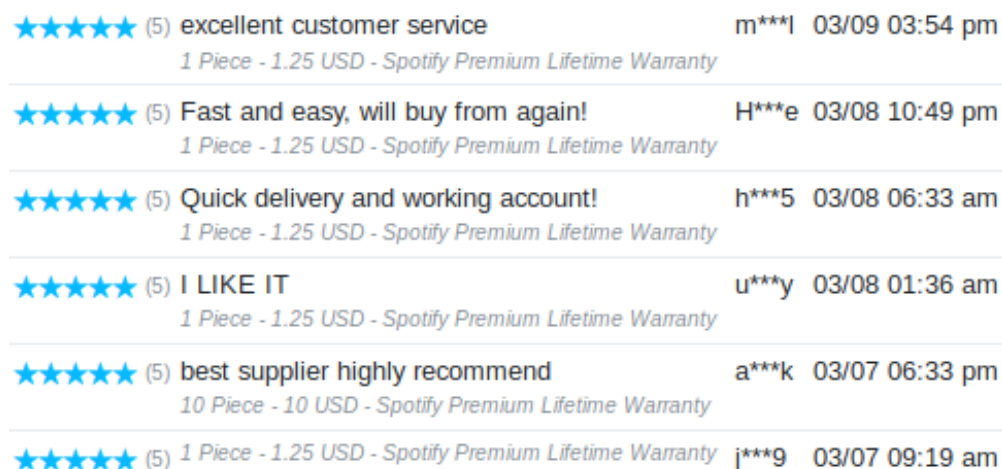 ★★★★★ (5) excellent customer service m***l 03/09 03:54 pm
1 Piece - 1.25 USD - Spotify Premium Lifetime Warranty
★★★★★ (5) Fast and easy, will buy from again! H***e 03/08 10:49 pm
1 Piece - 1.25 USD - Spotify Premium Lifetime Warranty
★★★★★ (5) Quick delivery and working account! h***5 03/08 06:33 am
1 Piece - 1.25 USD - Spotify Premium Lifetime Warranty
★★★★★ (5) I LIKE IT u***y 03/08 01:36 am
1 Piece - 1.25 USD - Spotify Premium Lifetime Warranty
★★★★★ (5) best supplier highly recommend a***k 03/07 06:33 pm
10 Piece - 10 USD - Spotify Premium Lifetime Warranty
★★★★★ (5) 1 Piece - 1.25 USD - Spotify Premium Lifetime Warranty j***9 03/07 09:19 am